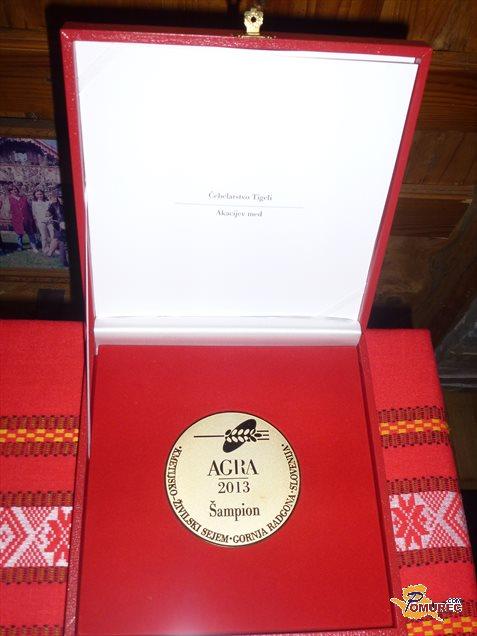 Čebelarstvo Tigeli
Akacijev med
AGRA
2013
Šampion
•KMETIJSKO-ŽIVILSKI SEJEM•GORNJA RADGONA•SLOVENIJA•
POMUREC.COM